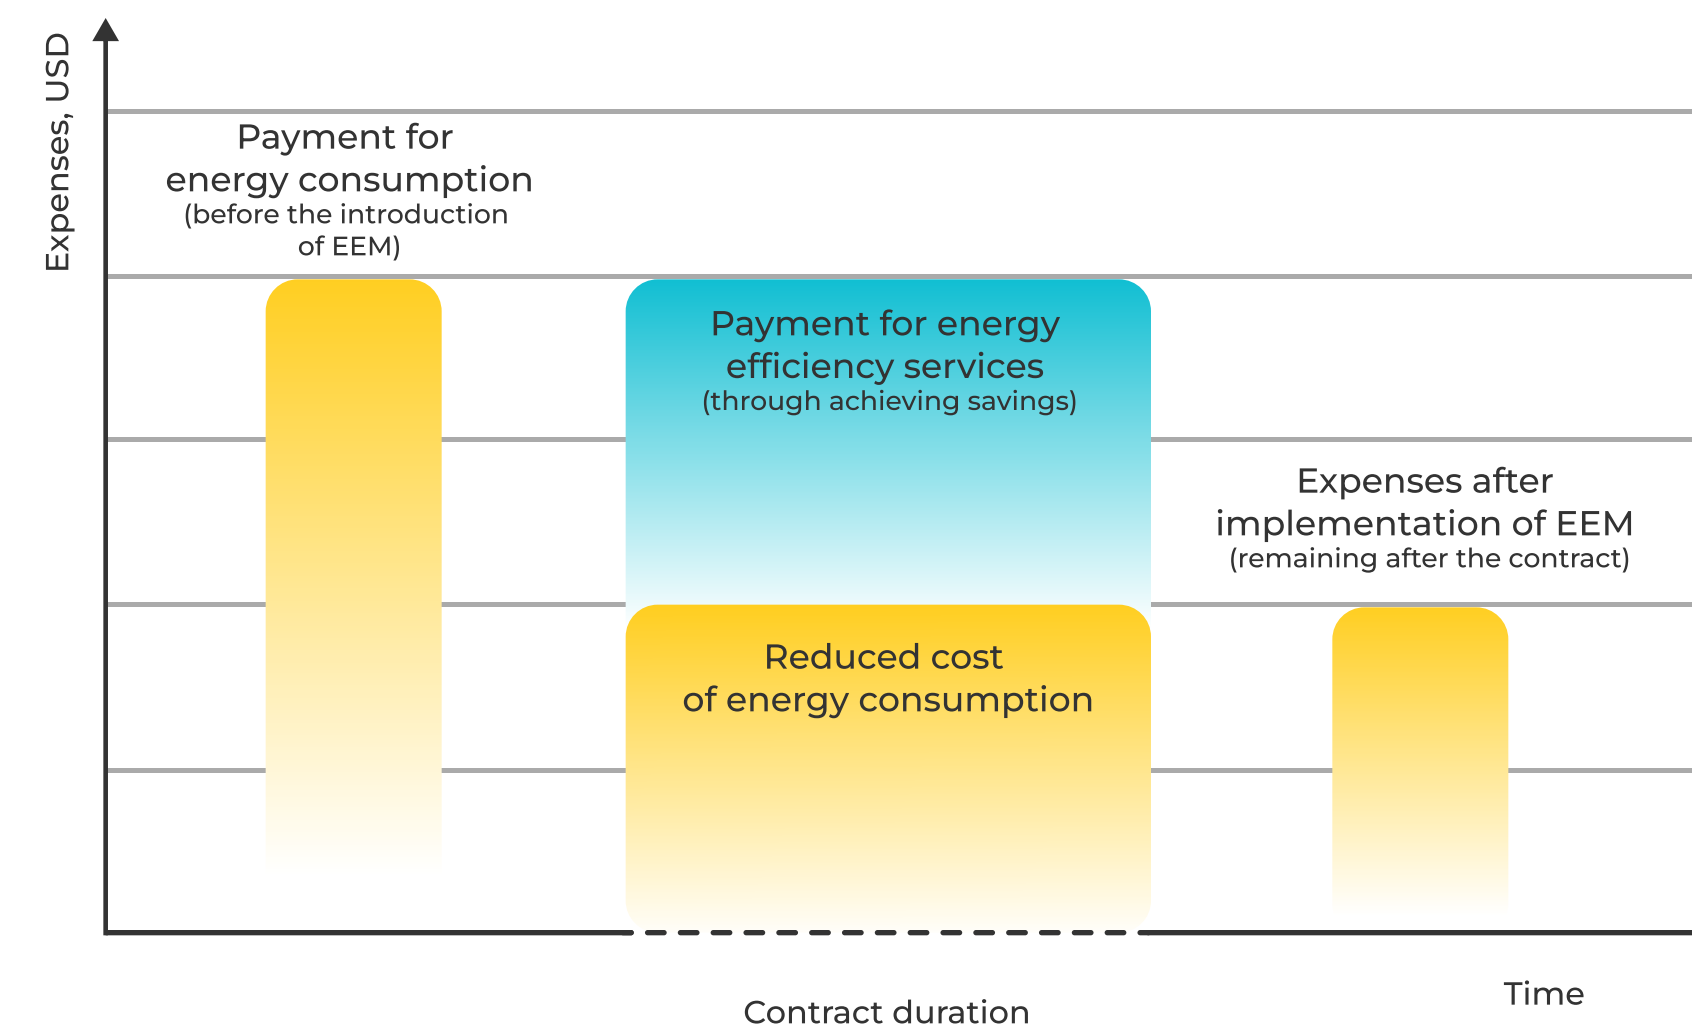 Expenses, USD
Payment for
energy consumption
(before the introduction
of EEM)
Payment for energy
efficiency services
(through achieving savings)
Expenses after
implementation of EEM
(remaining after the contract)
Reduced cost
of energy consumption
Time
Contract duration